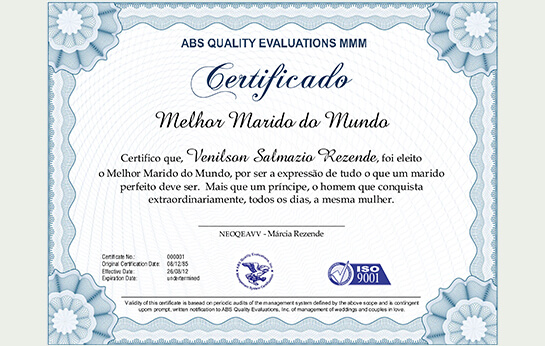 ABS QUALITY EVALUATIONS MMM
Certificado
Melhor Marido do Mundo
Certifico que, Venilson Salmazio Rezende, foi eleito
o Melhor Marido do Mundo, por ser a expressão de tudo o que um marido
perfeito deve ser. Mais que um príncipe, o homem que conquista
extraordinariamente, todos os dias, a mesma mulher.
NEOQEAVV - Márcia Rezende
Certificate No.: 000001
Original Certification Date: 08/12/85
Effective Date: 26/08/12
Expiration Date: undertermined
ISO
9001
Validity of this certificate is baesad on periodic audits of the management system defined by the above scope and is contingent
upom prompt, written notification to ABS Quality Evaluations, Inc. of management of weddings and couples in love.